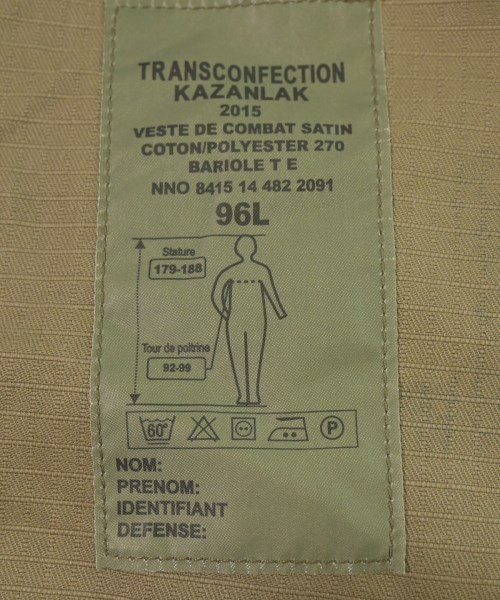 TRANSCONFECTION
KAZANLAK
2015
VESTE DE COMBAT SATIN
COTON/POLYESTER 270
BARIOLE T E
NNO 8415 14 482 2091
96L
Stature
179-188
Tour de poitrine
92-99
60° P
NOM:
PRENOM:
IDENTIFIANT
DEFENSE: